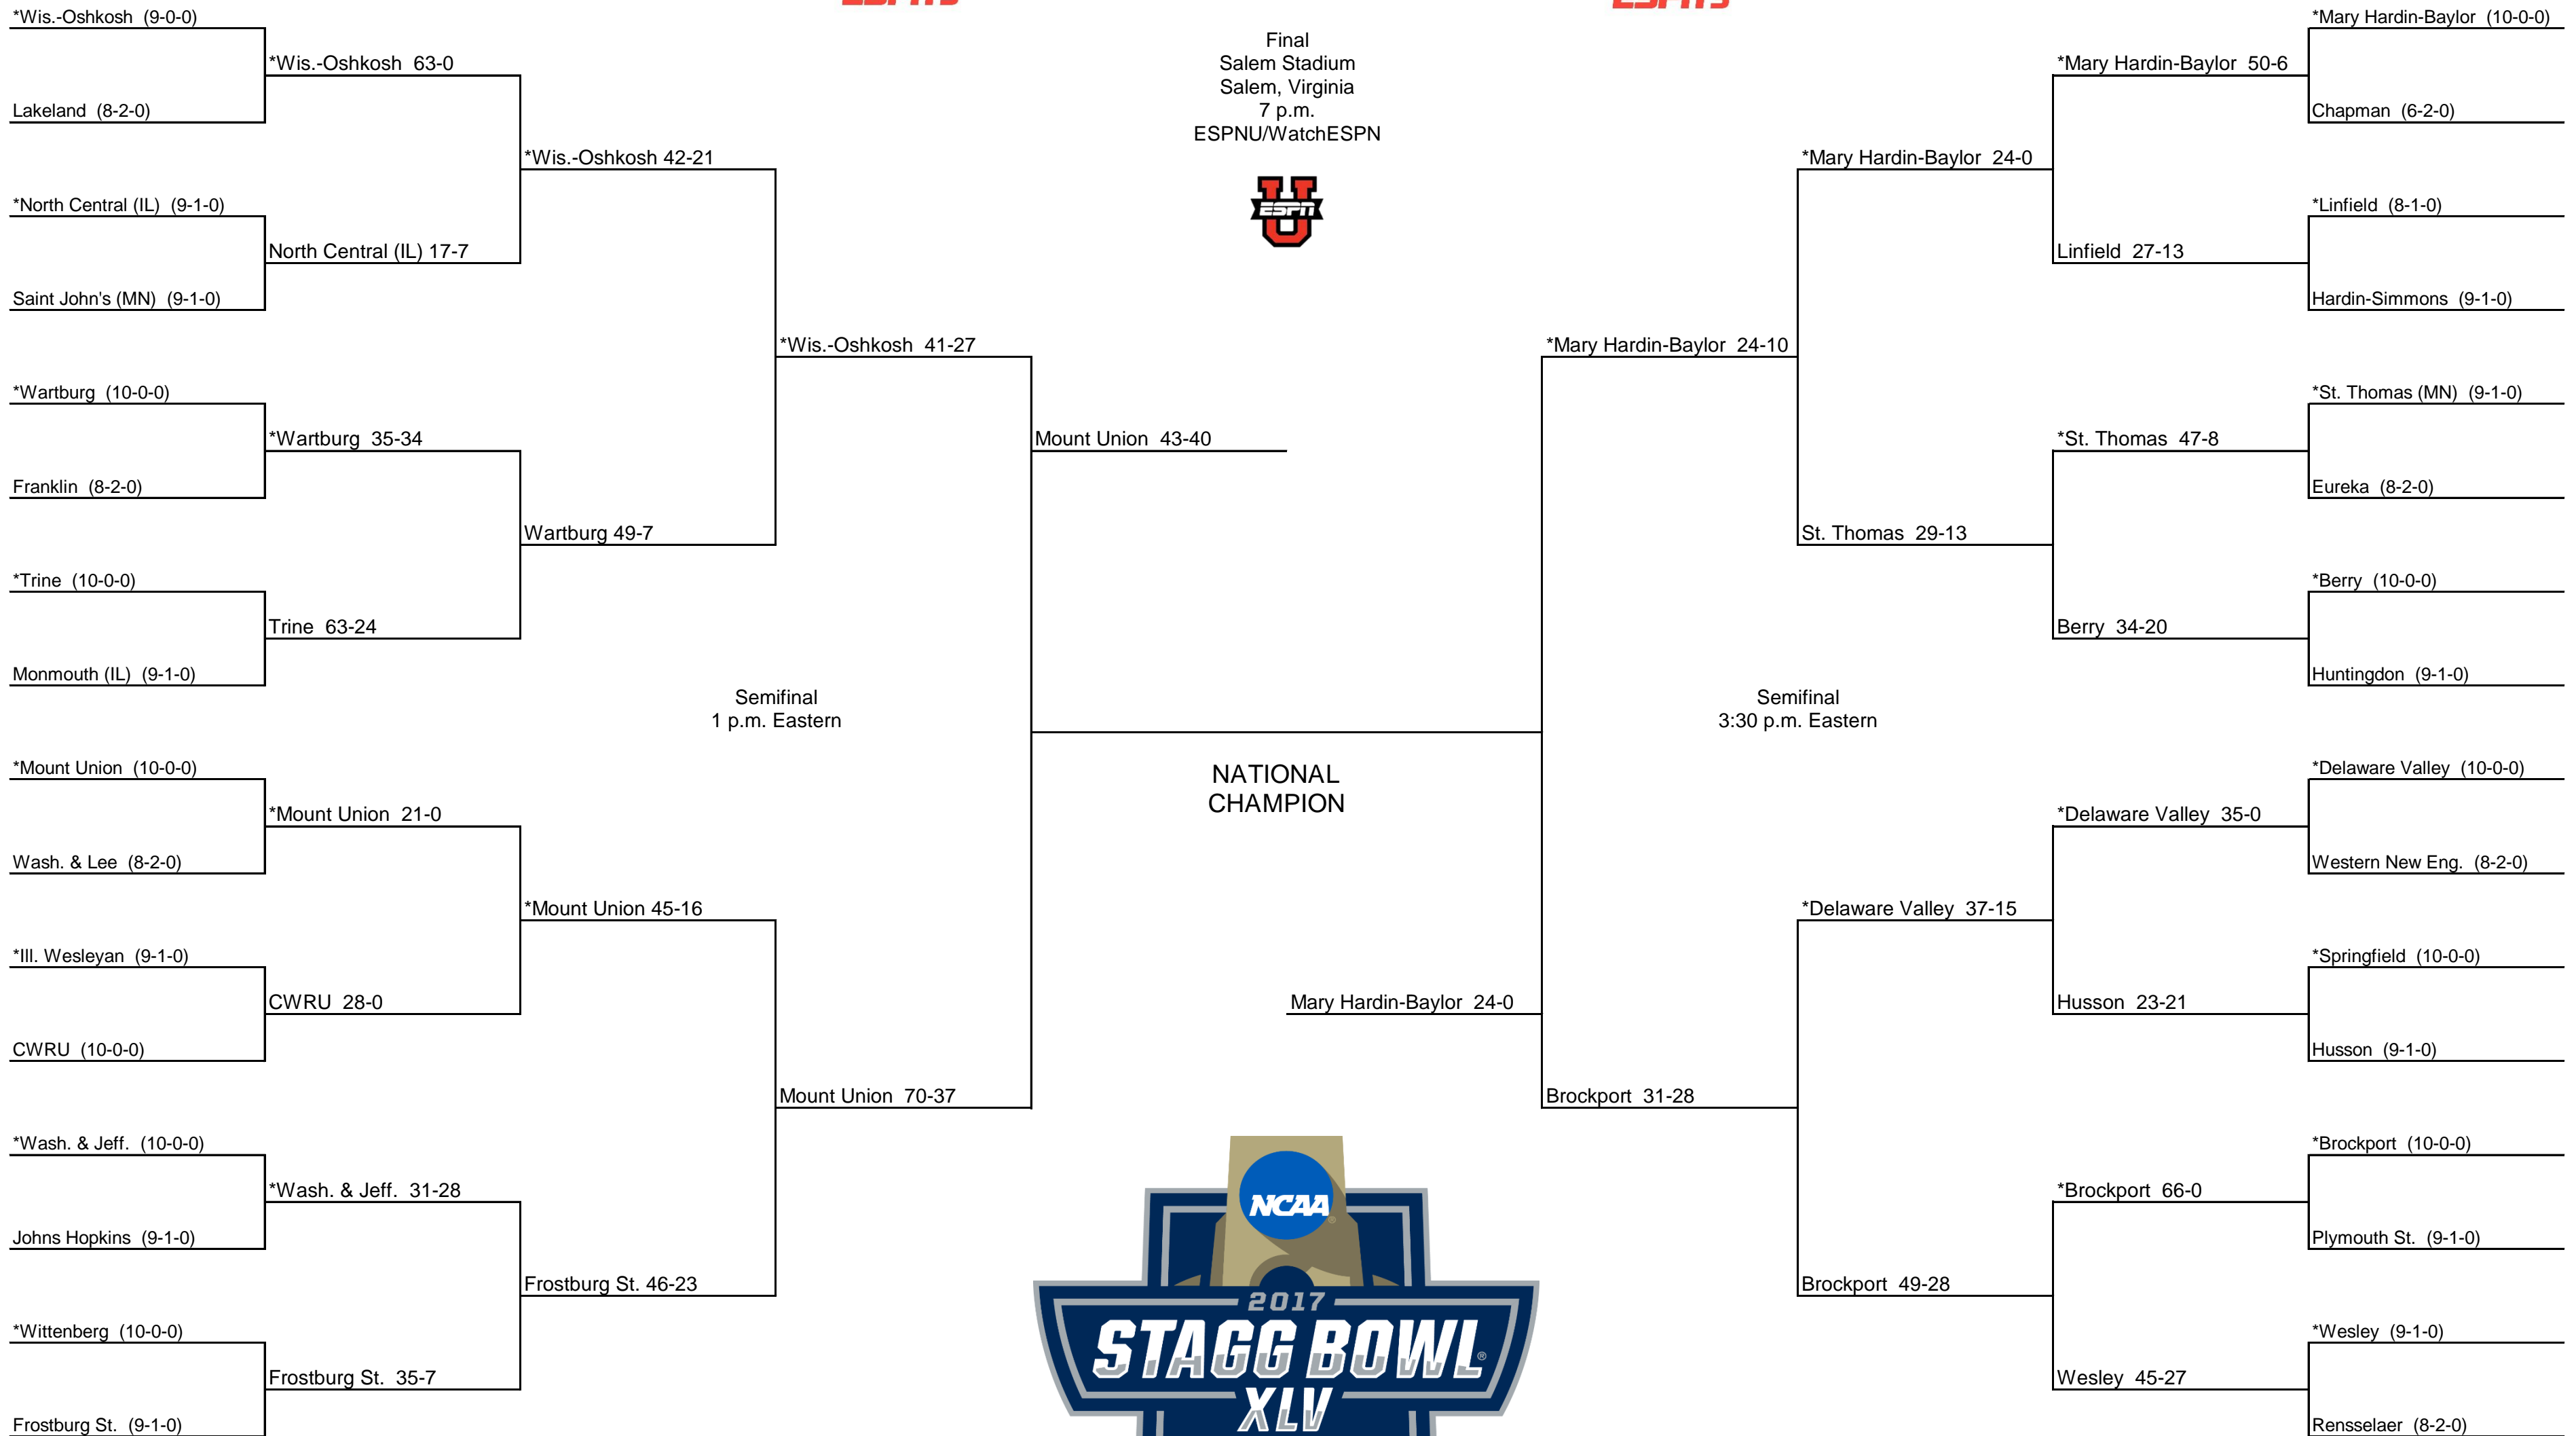 *Wis.-Oshkosh (9-0-0)
Lakeland (8-2-0)
*North Central (IL) (9-1-0)
Saint John's (MN) (9-1-0)
*Wartburg (10-0-0)
Franklin (8-2-0)
*Trine (10-0-0)
Monmouth (IL) (9-1-0)
*Mount Union (10-0-0)
Wash. & Lee (8-2-0)
*Ill. Wesleyan (9-1-0)
CWRU (10-0-0)
*Wash. & Jeff. (10-0-0)
Johns Hopkins (9-1-0)
*Wittenberg (10-0-0)
Frostburg St. (9-1-0)
*Wis.-Oshkosh 63-0
North Central (IL) 17-7
*Wartburg 35-34
Trine 63-24
*Mount Union 21-0
CWRU 28-0
*Wash. & Jeff. 31-28
Frostburg St. 35-7
*Wis.-Oshkosh 42-21
Wartburg 49-7
*Mount Union 45-16
Frostburg St. 46-23
*Wis.-Oshkosh 41-27
Mount Union 70-37
Semifinal
1 p.m. Eastern
Mount Union 43-40
Final
Salem Stadium
Salem, Virginia
7 p.m.
ESPNU/WatchESPN
ESPN
U
NATIONAL
CHAMPION
Mary Hardin-Baylor 24-0
NCAA
2017
STAGG BOWL
XLV
*Mary Hardin-Baylor 24-10
Brockport 31-28
Semifinal
3:30 p.m. Eastern
*Mary Hardin-Baylor 24-0
St. Thomas 29-13
*Delaware Valley 37-15
Brockport 49-28
*Mary Hardin-Baylor 50-6
Linfield 27-13
*St. Thomas 47-8
Berry 34-20
*Delaware Valley 35-0
Husson 23-21
*Brockport 66-0
Wesley 45-27
*Mary Hardin-Baylor (10-0-0)
Chapman (6-2-0)
*Linfield (8-1-0)
Hardin-Simmons (9-1-0)
*St. Thomas (MN) (9-1-0)
Eureka (8-2-0)
*Berry (10-0-0)
Huntingdon (9-1-0)
*Delaware Valley (10-0-0)
Western New Eng. (8-2-0)
*Springfield (10-0-0)
Husson (9-1-0)
*Brockport (10-0-0)
Plymouth St. (9-1-0)
*Wesley (9-1-0)
Rensselaer (8-2-0)